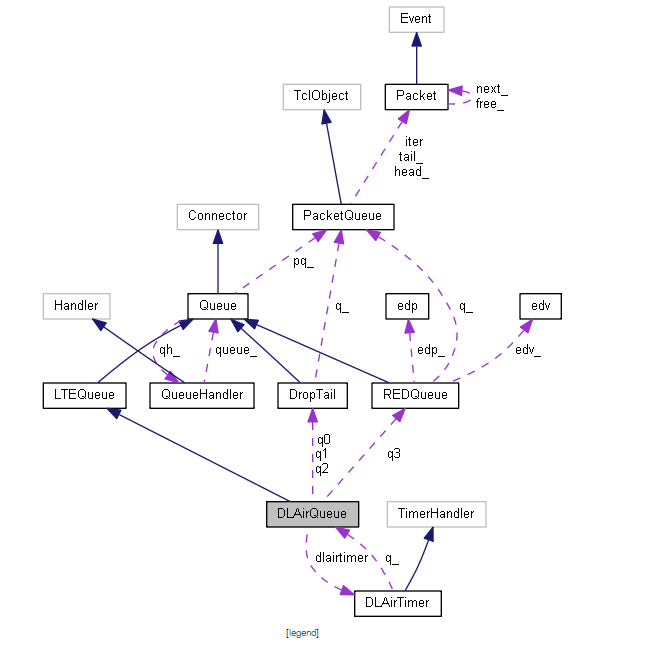 Event
TclObject
Packet
next_
free_
iter
tail_
head_
Connector
PacketQueue
pq_
Handler
Queue
q_
edp
q_
edv
qh_
queue_
edp_
edv_
LTEQueue
QueueHandler
DropTail
REDQueue
q0
q1
q2
q3
DLAirQueue
TimerHandler
dlairtimer
q_
DLAirTimer
[legend]